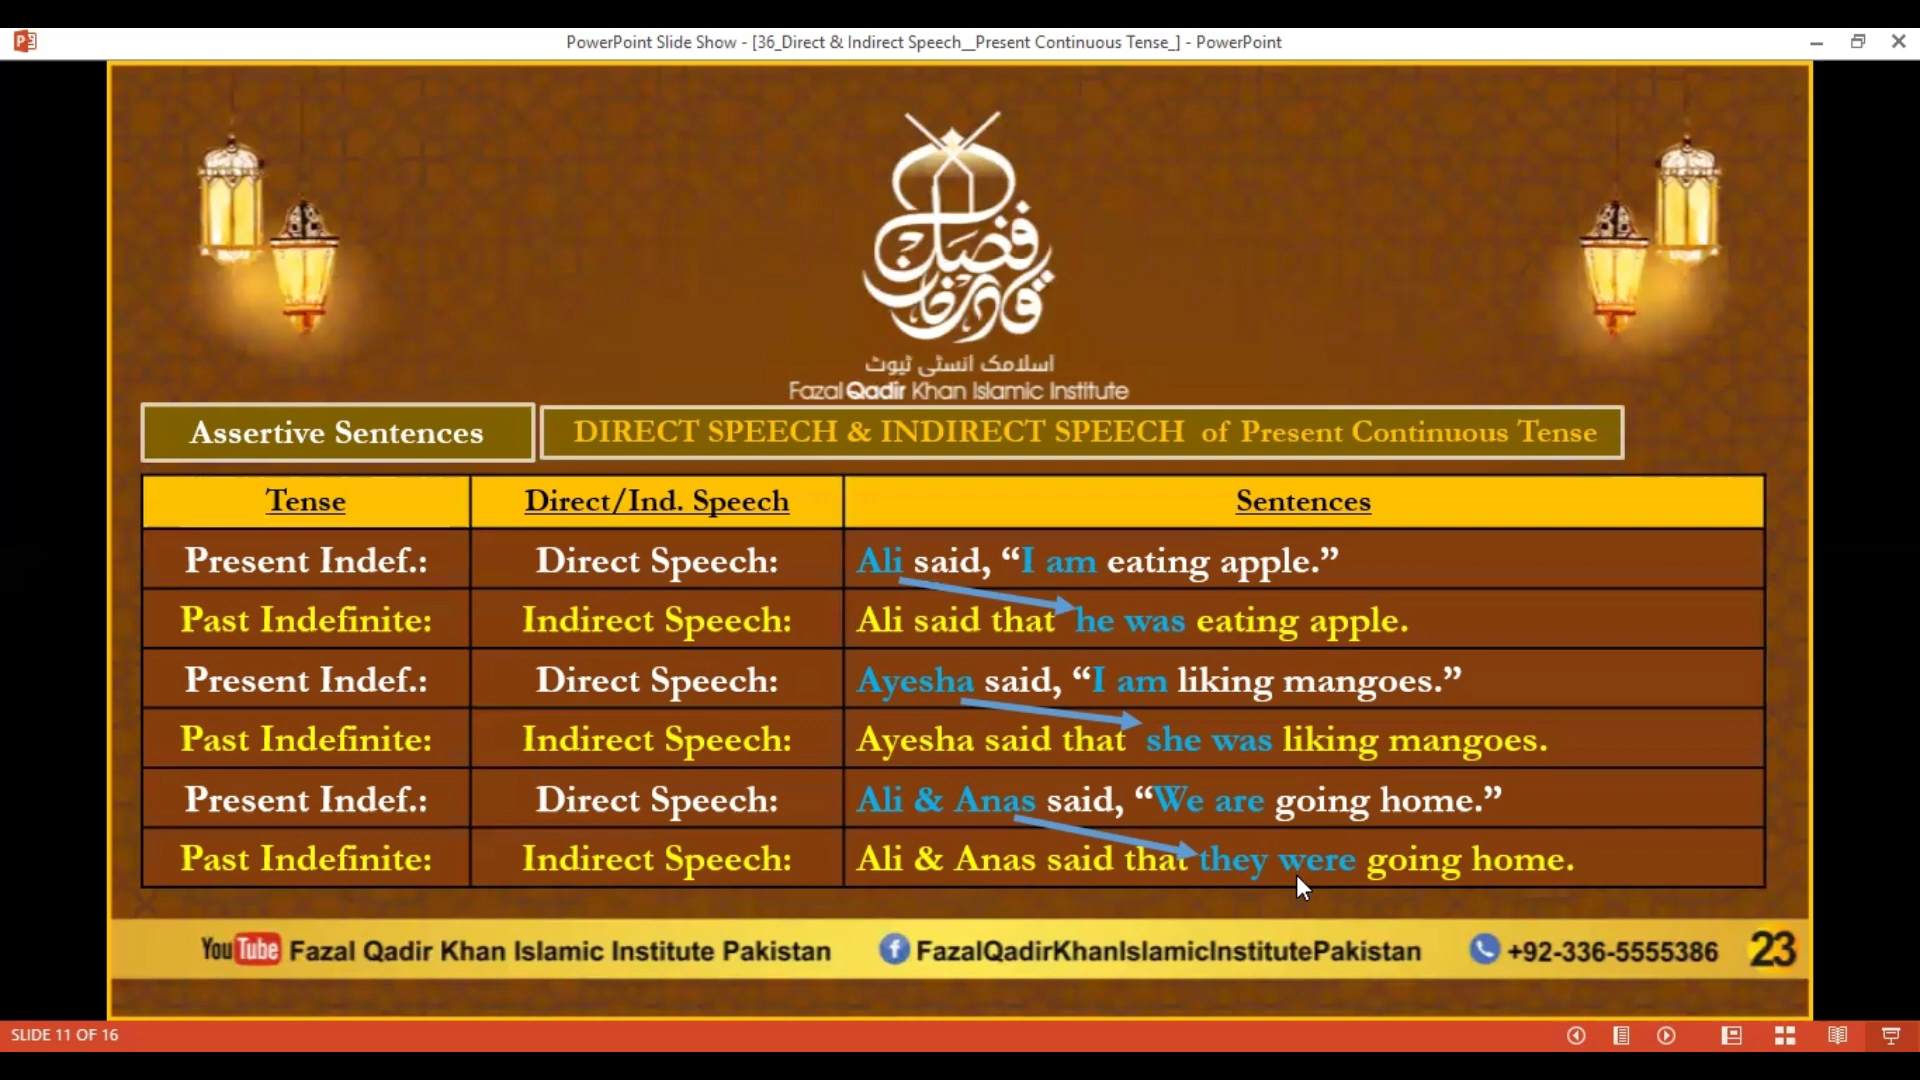 PowerPoint Slide Show - [36_Direct & Indirect Speech__Present Continuous Tense_] - PowerPoint
فضل قادر خان
اسلامک انسٹی ٹیوٹ
Fazal Qadir Khan Islamic Institute
Assertive Sentences
DIRECT SPEECH & INDIRECT SPEECH of Present Continuous Tense
Tense Direct/Ind. Speech Sentences
Present Indef.: Direct Speech: Ali said, “I am eating apple.”
Past Indefinite: Indirect Speech: Ali said that he was eating apple.
Present Indef.: Direct Speech: Ayesha said, “I am liking mangoes.”
Past Indefinite: Indirect Speech: Ayesha said that she was liking mangoes.
Present Indef.: Direct Speech: Ali & Anas said, “We are going home.”
Past Indefinite: Indirect Speech: Ali & Anas said that they were going home.
YouTube Fazal Qadir Khan Islamic Institute Pakistan FazalQadirKhanIslamicInstitutePakistan +92-336-5555386 23
SLIDE 11 OF 16